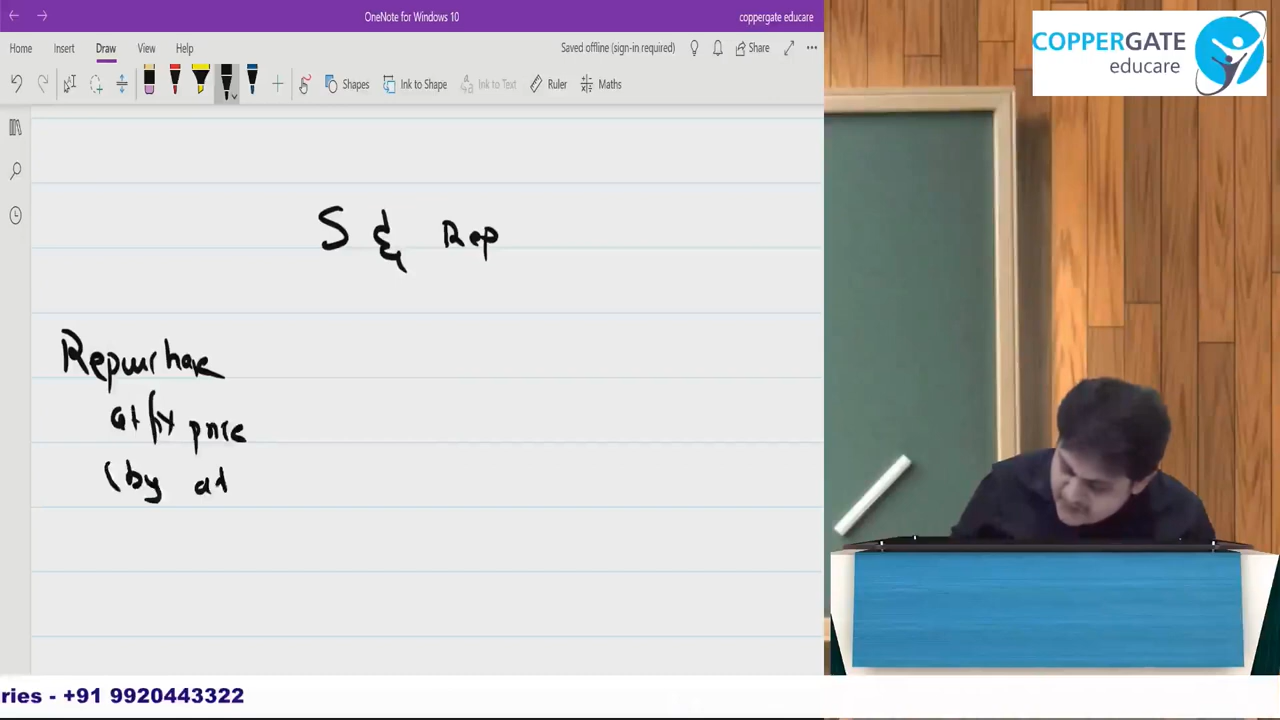 OneNote for Windows 10
coppergate educare
COPPERGATE
educare
Home Insert Draw View Help
Saved offline (sign-in required)
Share
Shapes
Ink to Shape
Ink to Text
Ruler
Maths
S & Rep
Repurchase
at fix price
(by at
ries - +91 9920443322